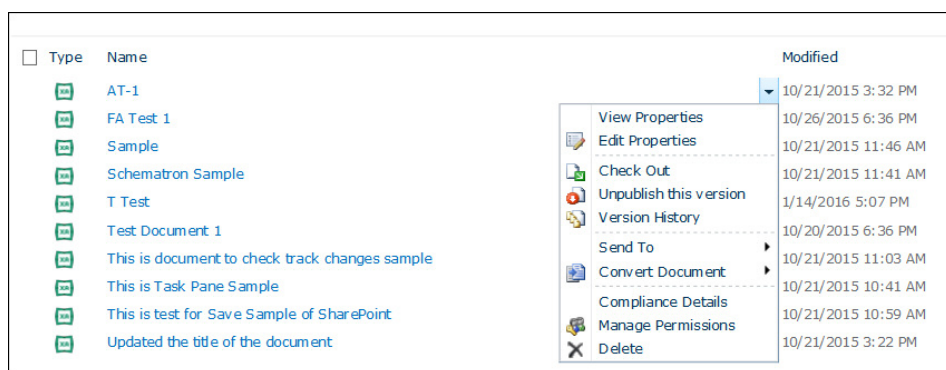 Type Name Modified
AT-1 10/21/2015 3:32 PM
FA Test 1 View Properties 10/26/2015 6:36 PM
Sample Edit Properties 10/21/2015 11:46 AM
Schematron Sample Check Out 10/21/2015 11:41 AM
T Test Unpublish this version 1/14/2016 5:07 PM
Version History
Test Document 1 10/20/2015 6:36 PM
Send To
This is document to check track changes sample 10/21/2015 11:03 AM
Convert Document
This is Task Pane Sample 10/21/2015 10:41 AM
Compliance Details
This is test for Save Sample of SharePoint 10/21/2015 10:59 AM
Manage Permissions
Updated the title of the document Delete 10/21/2015 3:22 PM